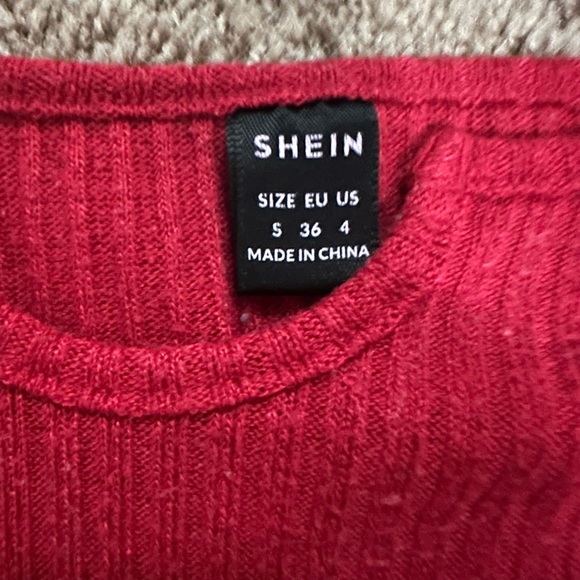 SHEIN
SIZE EU US
S 36 4
MADE IN CHINA